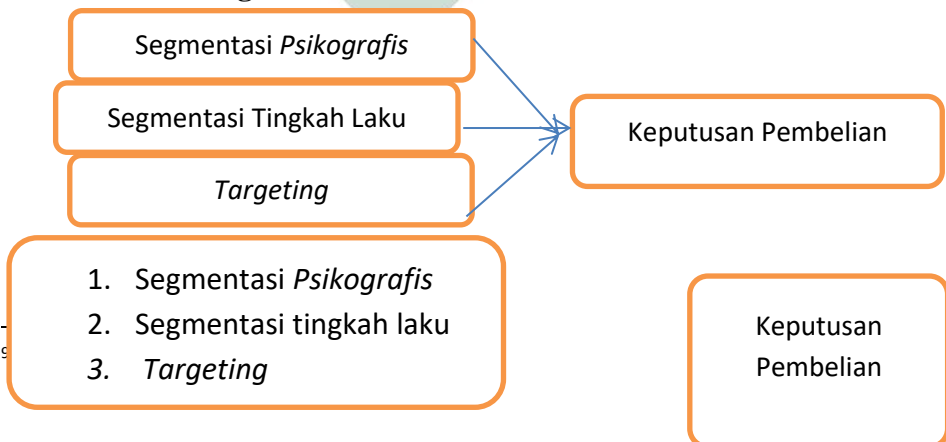 Segmentasi Psikografis
Segmentasi Tingkah Laku
Keputusan Pembelian
Targeting
1. Segmentasi Psikografis
2. Segmentasi tingkah laku
3. Targeting
Keputusan
Pembelian